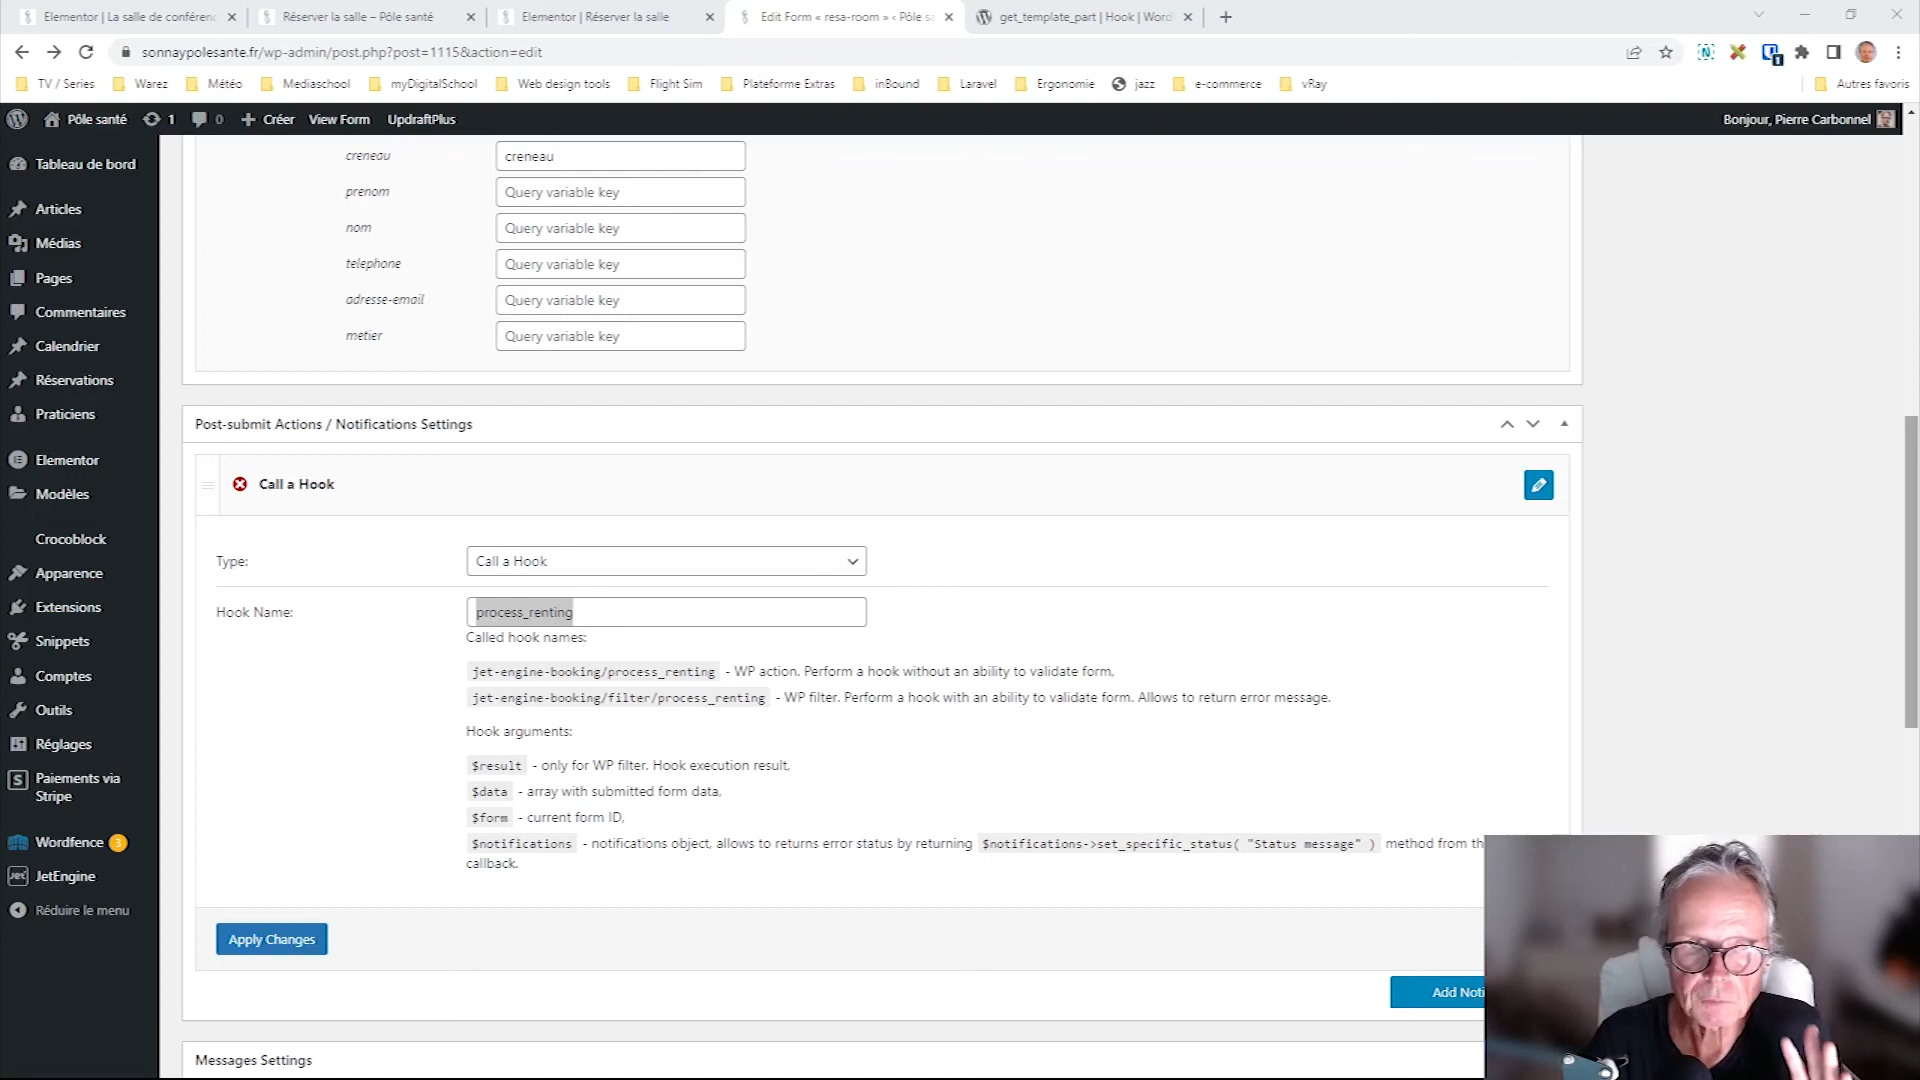 Elementor | La salle de conféren
Réserver la salle – Pôle santé
Elementor | Réserver la salle
Edit Form « resa-room » ‹ Pôle sa
get_template_part | Hook | Word
sonnaypolesante.fr/wp-admin/post.php?post=1115&action=edit
TV / Series
Warez
Météo
Mediaschool
myDigitalSchool
Web design tools
Flight Sim
Plateforme Extras
inBound
Laravel
Ergonomie
jazz
e-commerce
vRay
Autres favoris
Pôle santé
1
0
Créer
View Form
UpdraftPlus
Bonjour, Pierre Carbonnel
Tableau de bord
Articles
Médias
Pages
Commentaires
Calendrier
Réservations
Praticiens
Elementor
Modèles
Crocoblock
Apparence
Extensions
Snippets
Comptes
Outils
Réglages
Paiements via
Stripe
Wordfence 3
JetEngine
Réduire le menu
creneau creneau
prenom Query variable key
nom Query variable key
telephone Query variable key
adresse-email Query variable key
metier Query variable key
Post-submit Actions / Notifications Settings
Call a Hook
Type: Call a Hook
Hook Name: process_renting
Called hook names:
jet-engine-booking/process_renting - WP action. Perform a hook without an ability to validate form,
jet-engine-booking/filter/process_renting - WP filter. Perform a hook with an ability to validate form. Allows to return error message.
Hook arguments:
$result - only for WP filter. Hook execution result,
$data - array with submitted form data,
$form - current form ID,
$notifications - notifications object, allows to returns error status by returning $notifications->set_specific_status( "Status message" ) method from th
callback.
Apply Changes
Add Noti
Messages Settings